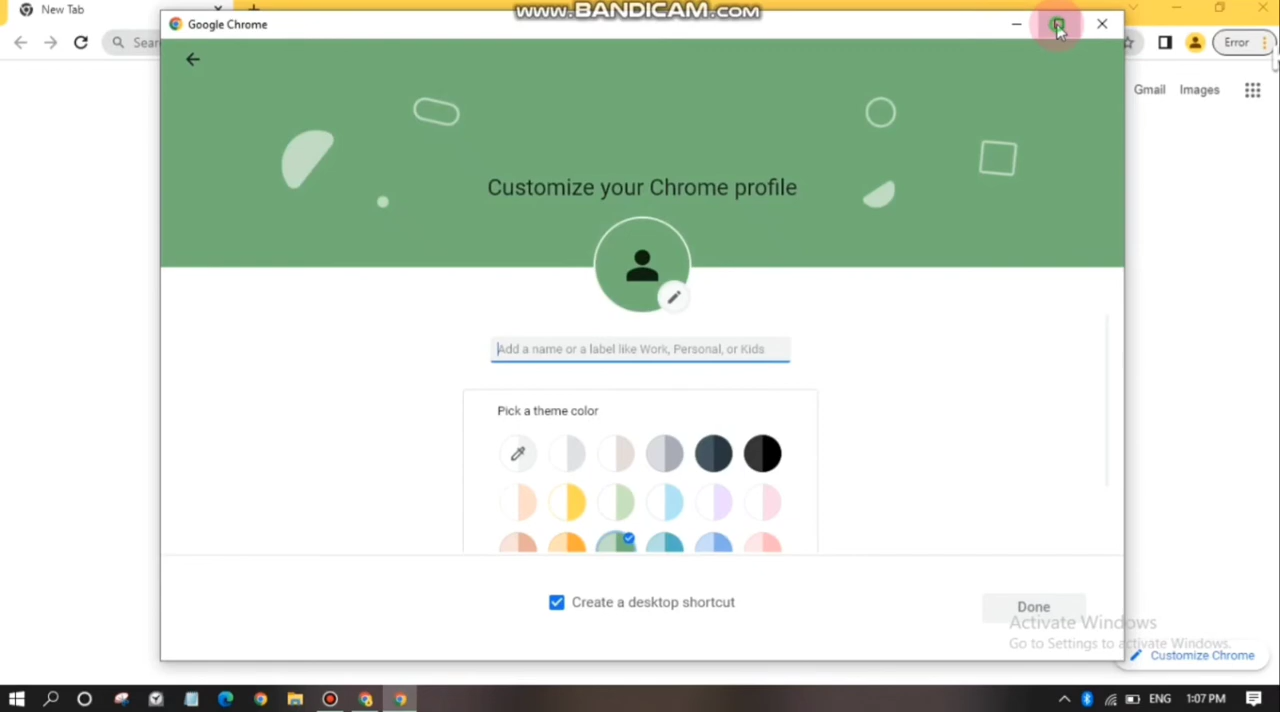 www.BANDICAM.com
New Tab
Google Chrome
Sear
Error
Gmail
Images
Customize your Chrome profile
Add a name or a label like Work, Personal, or Kids
Pick a theme color
Create a desktop shortcut
Done
Activate Windows
Go to Settings to activate Windows.
Customize Chrome
ENG
1:07 PM